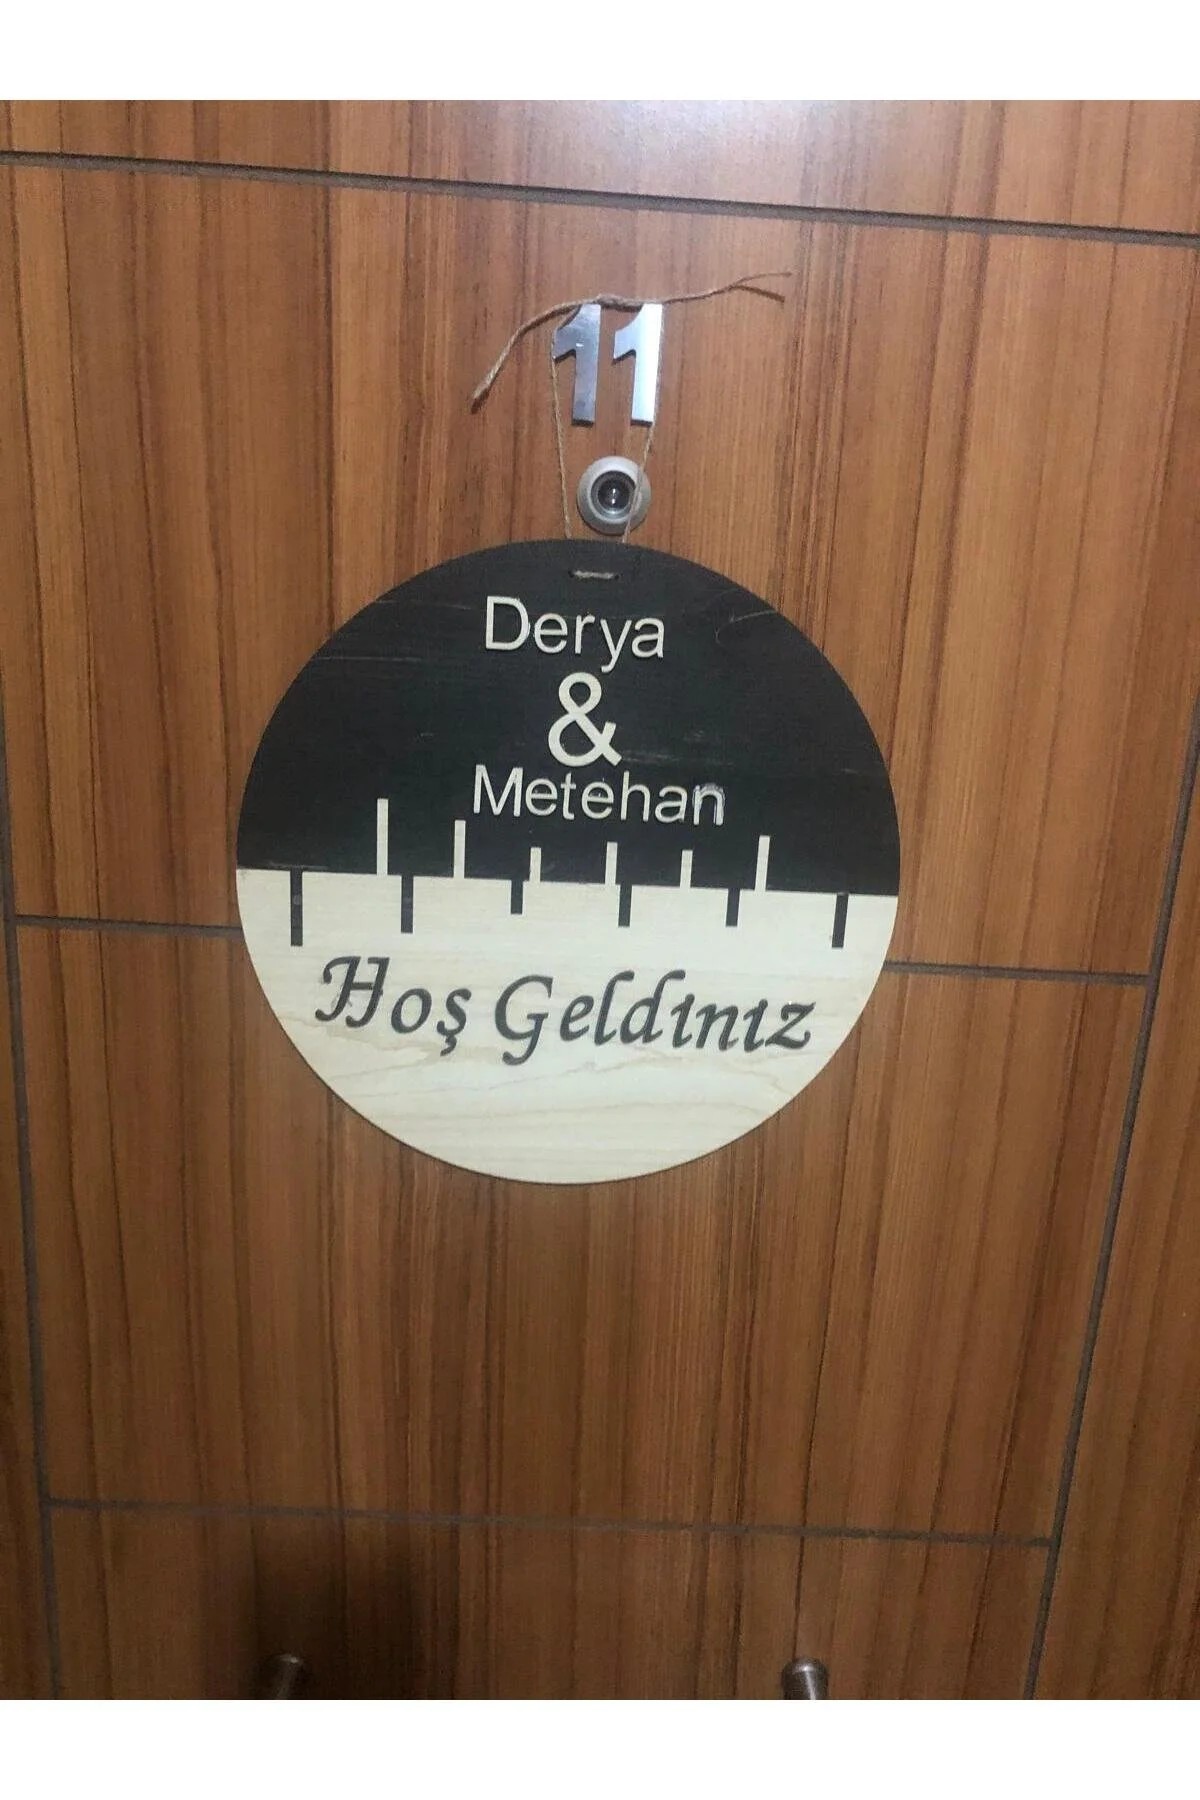 11
Derya
&
Metehan
Hoş Geldınız